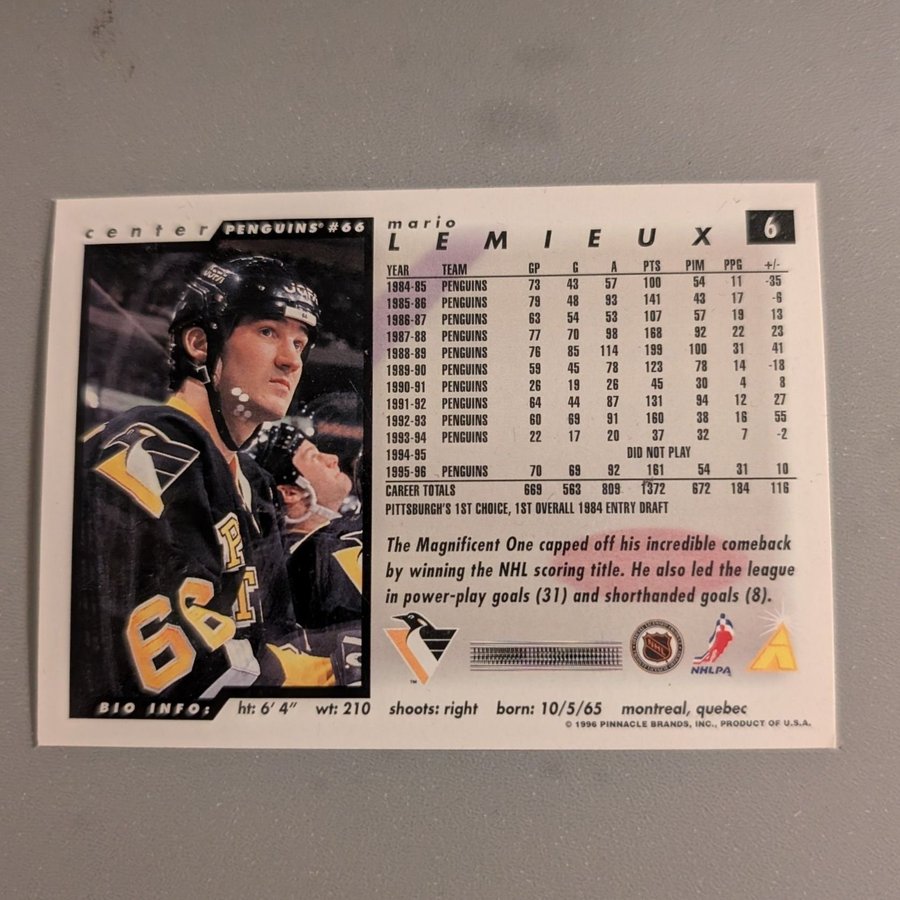 center PENGUINS® #66
mario
LEMIEUX
6
YEAR TEAM GP G A PTS PIM PPG +/-
1984-85 PENGUINS 73 43 57 100 54 11 -35
1985-86 PENGUINS 79 48 93 141 43 17 -6
1986-87 PENGUINS 63 54 53 107 57 19 13
1987-88 PENGUINS 77 70 98 168 92 22 23
1988-89 PENGUINS 76 85 114 199 100 31 41
1989-90 PENGUINS 59 45 78 123 78 14 -18
1990-91 PENGUINS 26 19 26 45 30 4 8
1991-92 PENGUINS 64 44 87 131 94 12 27
1992-93 PENGUINS 60 69 91 160 38 16 55
1993-94 PENGUINS 22 17 20 37 32 7 -2
1994-95 DID NOT PLAY
1995-96 PENGUINS 70 69 92 161 54 31 10
CAREER TOTALS 669 563 809 1372 672 184 116
PITTSBURGH'S 1ST CHOICE, 1ST OVERALL 1984 ENTRY DRAFT
The Magnificent One capped off his incredible comeback
by winning the NHL scoring title. He also led the league
in power-play goals (31) and shorthanded goals (8).
66
NHL
NHLPA
TM
BIO INFO: ht: 6' 4" wt: 210 shoots: right born: 10/5/65 montreal, quebec
© 1996 PINNACLE BRANDS, INC., PRODUCT OF U.S.A.